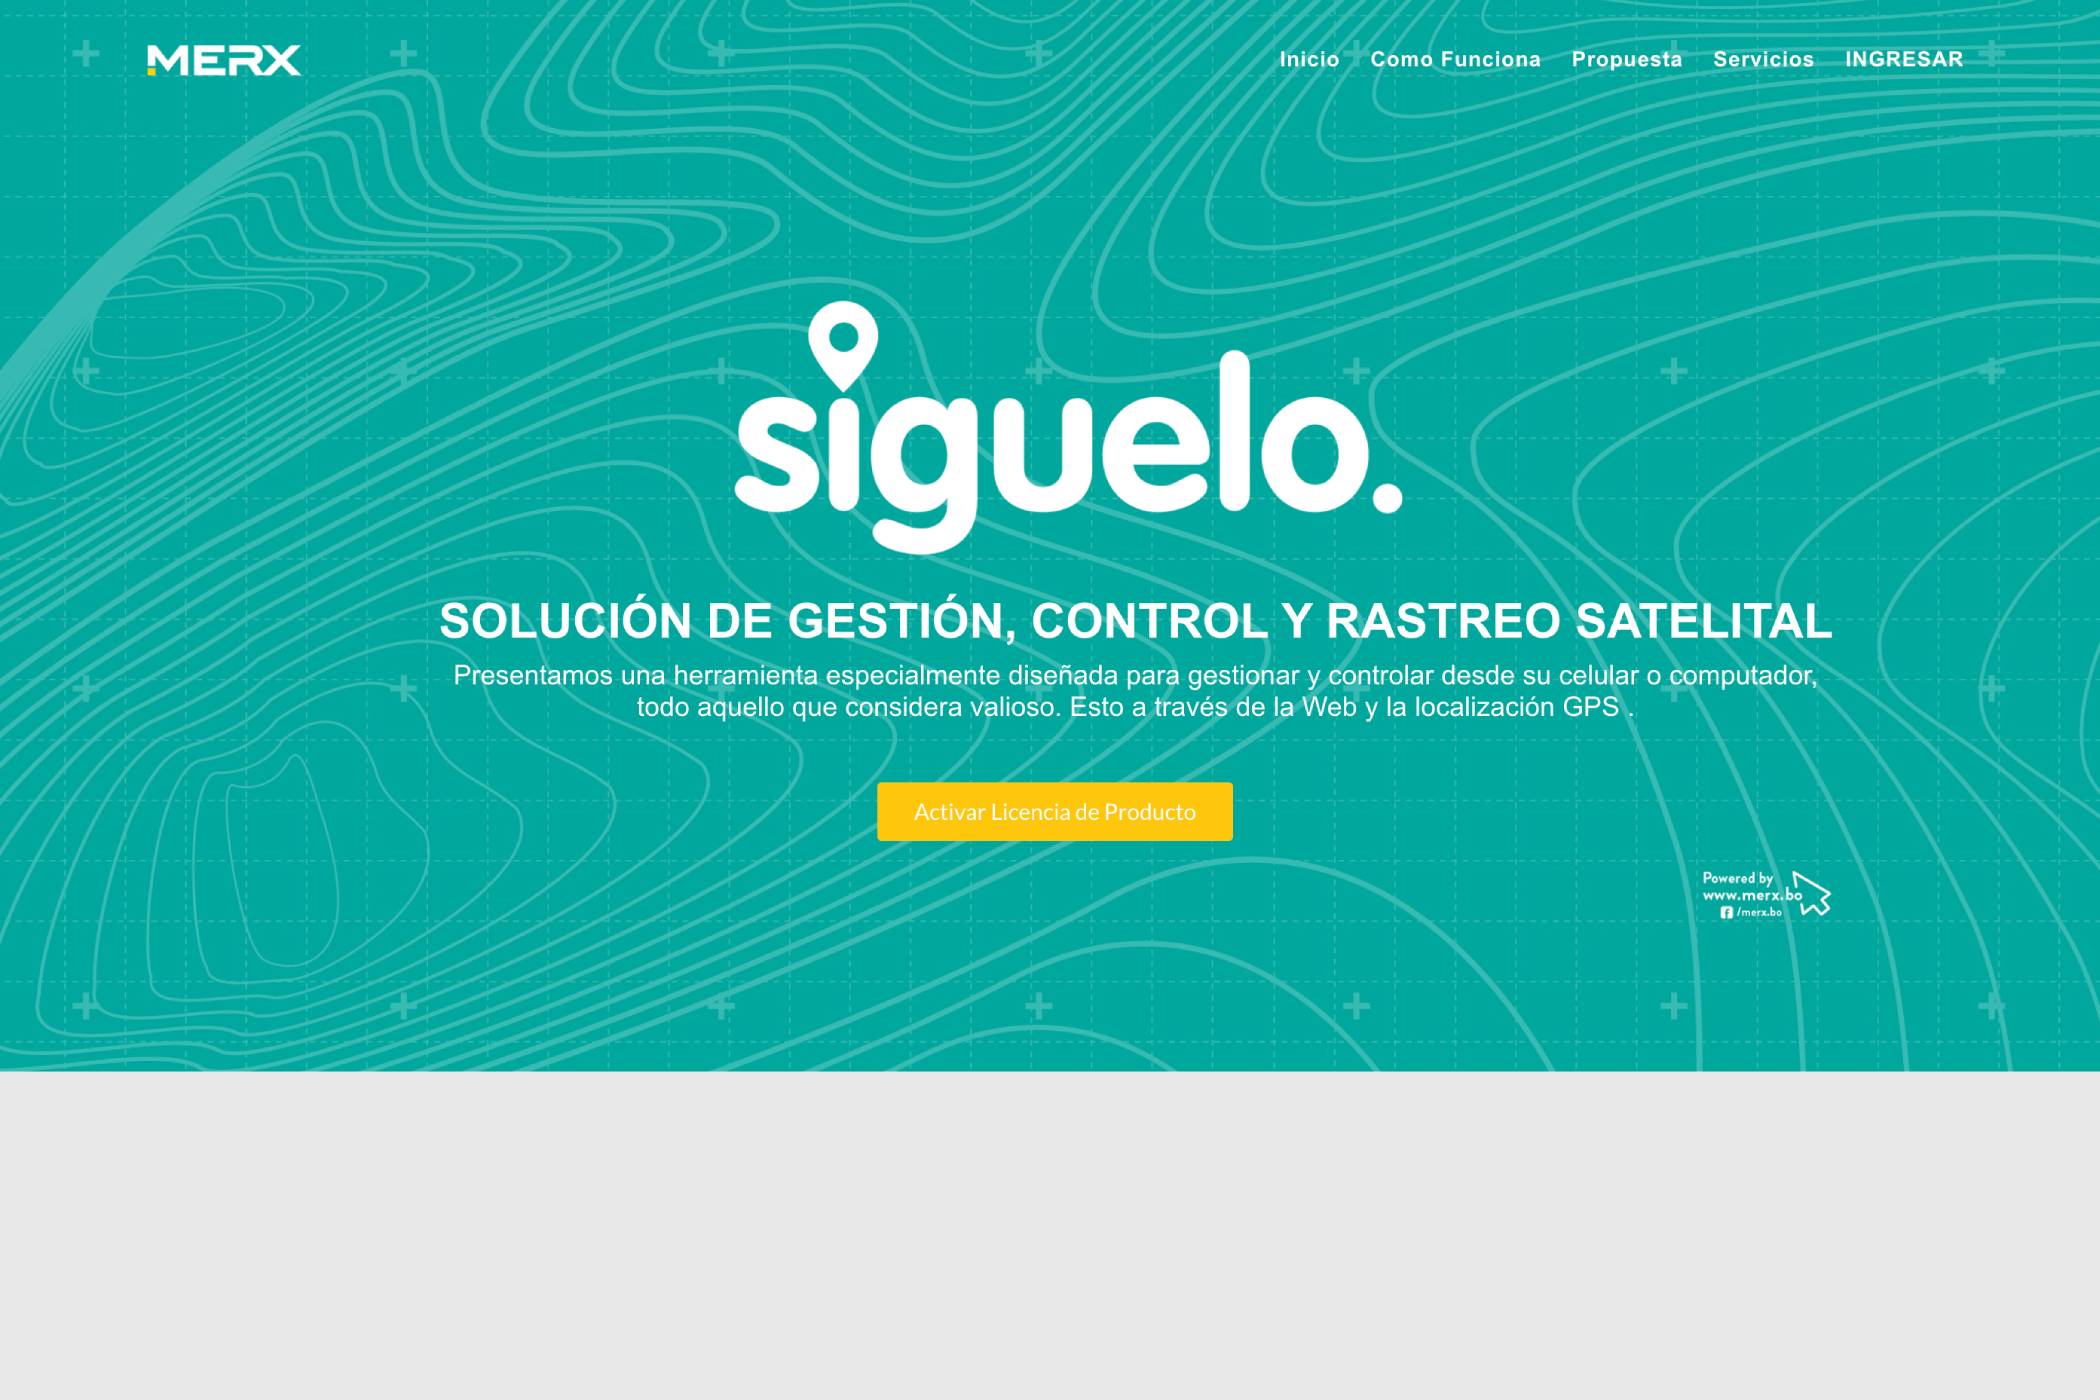 MERX
Inicio Como Funciona Propuesta Servicios INGRESAR
siguelo.
SOLUCIÓN DE GESTIÓN, CONTROL Y RASTREO SATELITAL
Presentamos una herramienta especialmente diseñada para gestionar y controlar desde su celular o computador,
todo aquello que considera valioso. Esto a través de la Web y la localización GPS .
Activar Licencia de Producto
Powered by
www.merx.bo
/merx.bo